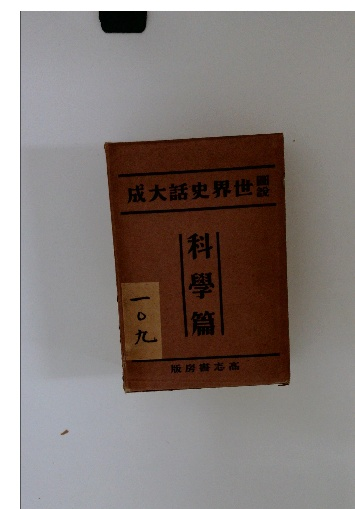 圖說世界史話大成
科學篇
一〇九
高志書房版